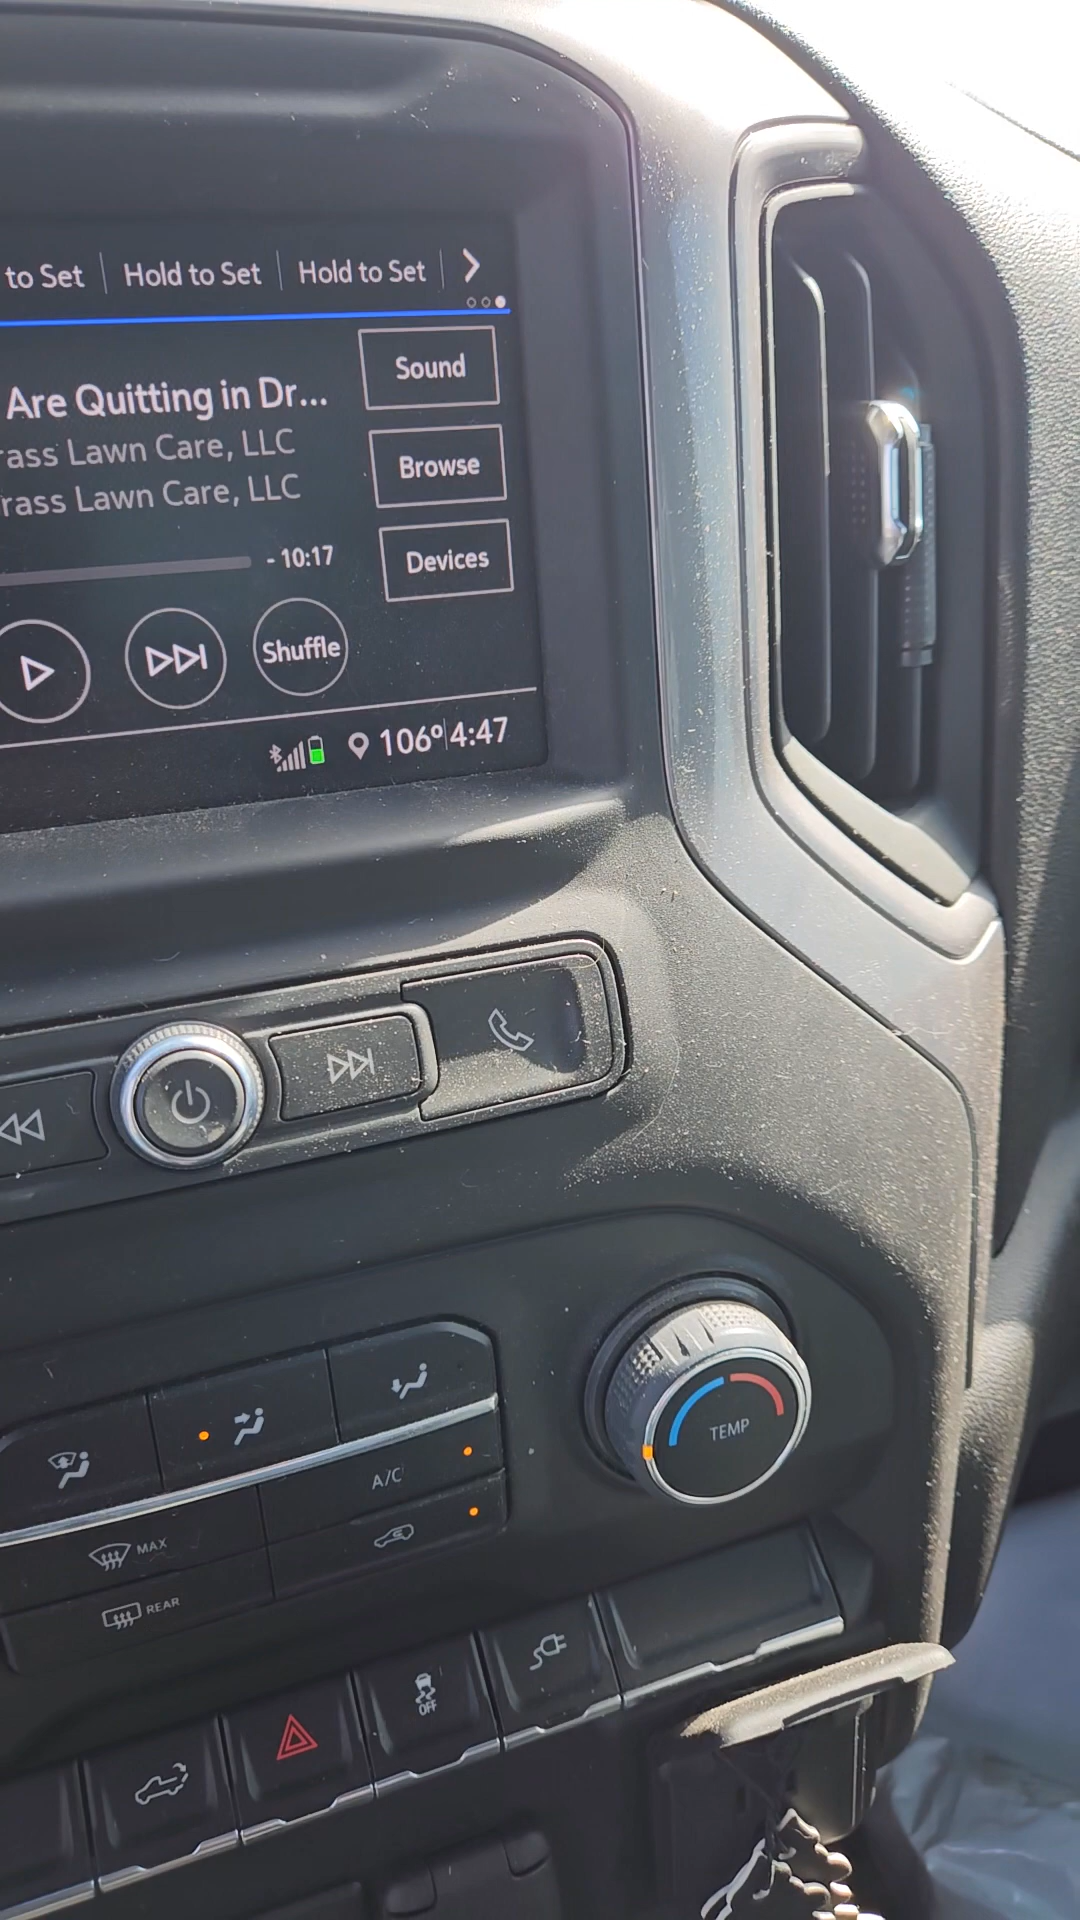 to Set Hold to Set Hold to Set
Sound
Are Quitting in Dr...
ass Lawn Care, LLC
Browse
rass Lawn Care, LLC
- 10:17
Devices
Shuffle
106° 4:47
TEMP
A/C
MAX
REAR
OFF